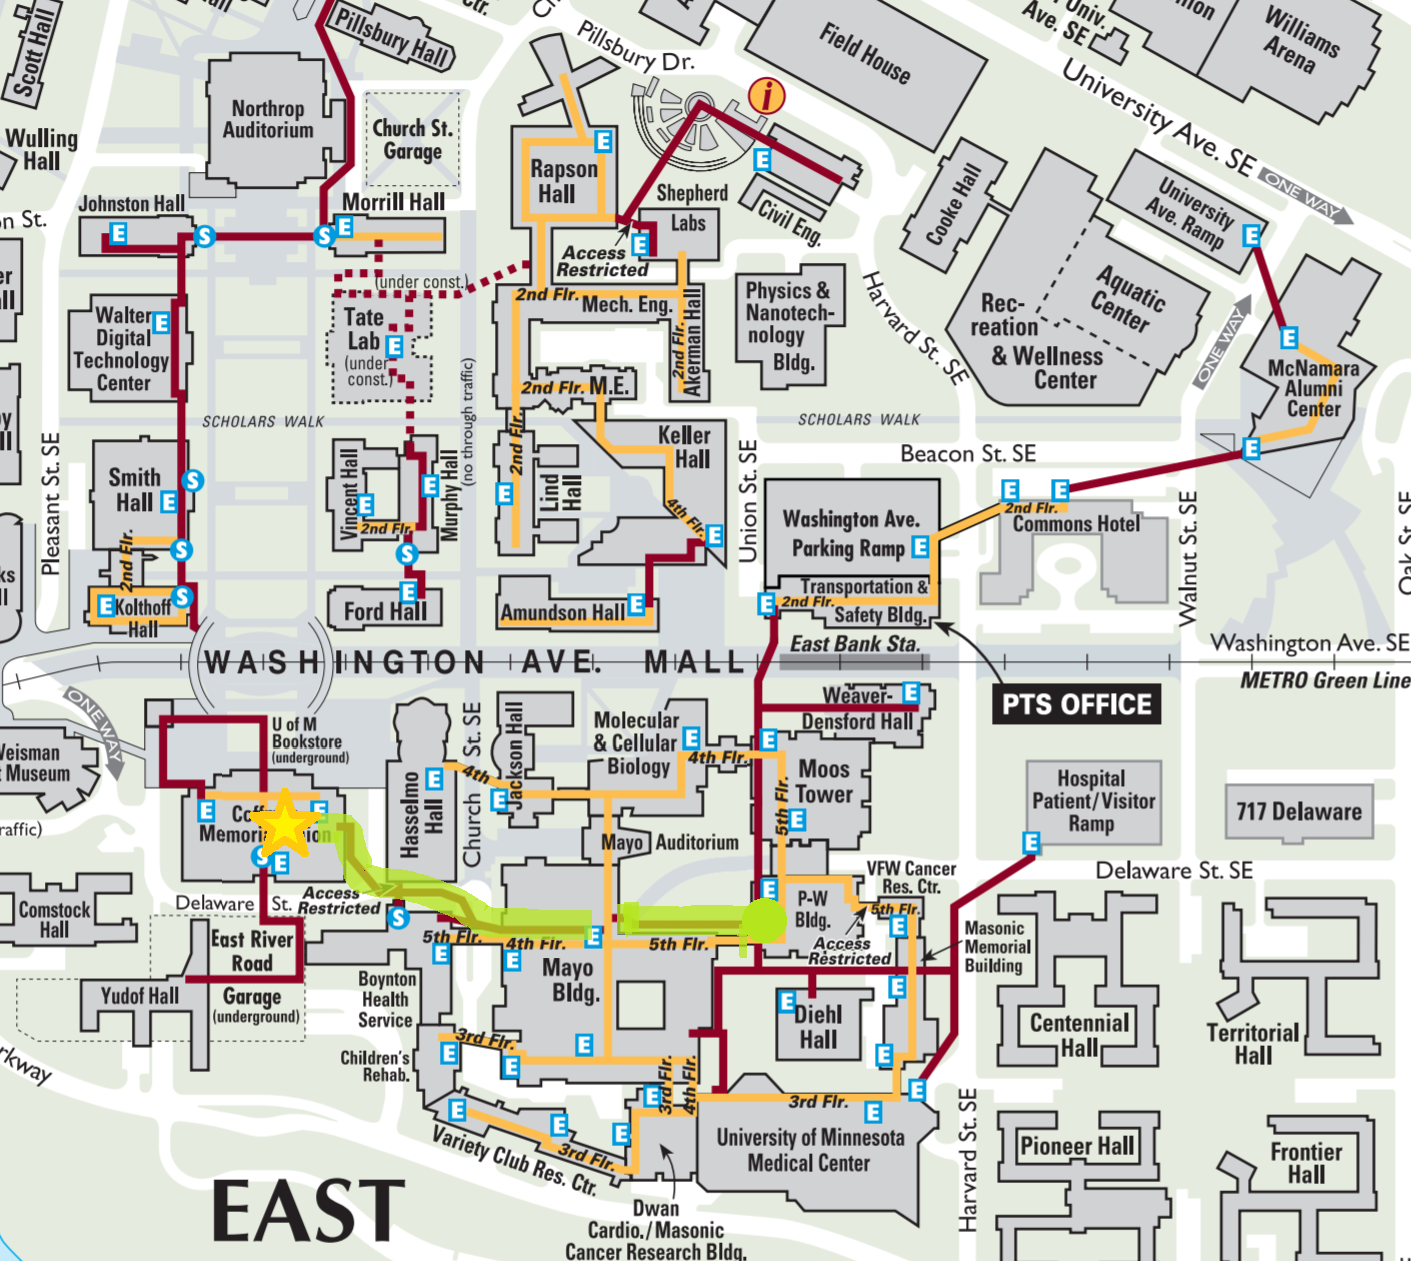 Scott Hall
Pillsbury Hall
Pillsbury Dr.
Field House
Univ.
Ave. SE
Williams
Arena
University Ave. SE
ONE WAY
Northrop
Auditorium
Church St.
Garage
Wulling
Hall
Rapson
Hall
E
i
E
Shepherd
Labs
Civil Eng.
Cooke Hall
University
Ave. Ramp
E
Johnston Hall
E
S
S
E
Morrill Hall
Access
Restricted
E
Aquatic
Center
Rec-
reation
& Wellness
Center
(under const.)
2nd Flr.
Mech. Eng.
Akerman Hall
2nd Flr.
Physics &
Nanotech-
nology
Bldg.
Harvard St. SE
ONE WAY
E
McNamara
Alumni
Center
E
Walter
Digital
Technology
Center
E
Tate
Lab
E
(under
const.)
(no through traffic)
2nd Flr.
M.E.
SCHOLARS WALK
SCHOLARS WALK
Pleasant St. SE
Smith
Hall
E
S
S
2nd Flr.
Vincent Hall
E
2nd Flr.
Murphy Hall
E
S
2nd Flr.
E
Lind
Hall
Keller
Hall
4th Flr.
E
Union St. SE
Beacon St. SE
E
E
2nd Flr.
Commons Hotel
Washington Ave.
Parking Ramp
E
Transportation &
2nd Flr.
Safety Bldg.
E
Walnut St. SE
E
Kolthoff
Hall
S
E
Ford Hall
Amundson Hall
E
East Bank Sta.
Washington Ave. SE
METRO Green Line
WASHINGTON AVE. MALL
PTS OFFICE
ONE WAY
U of M
Bookstore
(underground)
Hasselmo
Hall
E
Church St. SE
Jackson Hall
E
4th
Molecular
& Cellular
Biology
E
4th Flr.
E
Weaver-
Densford Hall
E
Moos
Tower
E
5th Flr.
Hospital
Patient/Visitor
Ramp
E
717 Delaware
Delaware St. SE
E
E
S
E
Mayo
Auditorium
Comstock
Hall
Delaware St.
Access
Restricted
S
East River
Road
Garage
(underground)
Yudof Hall
5th Flr.
4th Flr.
E
5th Flr.
E
E
Mayo
Bldg.
E
P-W
Bldg.
E
VFW Cancer
Res. Ctr.
5th Flr.
E
Access
Restricted
Masonic
Memorial
Building
E
E
Diehl
Hall
E
Centennial
Hall
Territorial
Hall
Boynton
Health
Service
Children's
Rehab.
3rd Flr.
E
E
E
3rd Flr.
4th Flr.
E
3rd Flr.
E
E
University of Minnesota
Medical Center
E
E
E
3rd Flr.
Variety Club Res. Ctr.
Dwan
Cardio./Masonic
Cancer Research Bldg.
Harvard St. SE
Pioneer Hall
Frontier
Hall
EAST